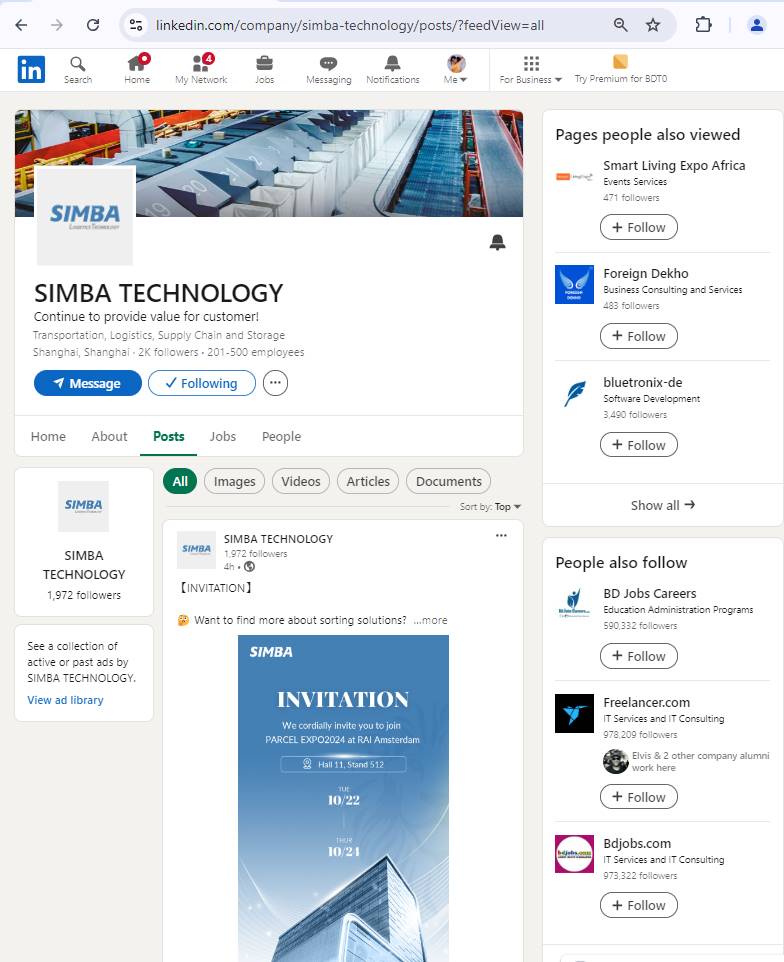 linkedin.com/company/simba-technology/posts/?feedView=all
in
Search
Home
4
My Network
Jobs
Messaging
Notifications
Me
For Business
Try Premium for BDT0
SIMBA
LOGISTICS TECHNOLOGY
SIMBA TECHNOLOGY
Continue to provide value for customer!
Transportation, Logistics, Supply Chain and Storage
Shanghai, Shanghai · 2K followers · 201-500 employees
Message
Following
Home
About
Posts
Jobs
People
SIMBA
SIMBA
TECHNOLOGY
1,972 followers
See a collection of
active or past ads by
SIMBA TECHNOLOGY.
View ad library
All
Images
Videos
Articles
Documents
Sort by: Top
SIMBA
SIMBA TECHNOLOGY
1,972 followers
4h •
【INVITATION】
🤔 Want to find more about sorting solutions? ...more
SIMBA
INVITATION
We cordially invite you to join
PARCEL EXPO2024 at RAI Amsterdam
Hall 11, Stand 512
TUE
10/22
THUR
10/24
Pages people also viewed
Smart Living Expo Africa
Events Services
471 followers
+ Follow
FOREIGN
DEKHO
Foreign Dekho
Business Consulting and Services
483 followers
+ Follow
bluetronix-de
Software Development
3,490 followers
+ Follow
Show all →
People also follow
BD Jobs Careers
Education Administration Programs
590,332 followers
+ Follow
Freelancer.com
IT Services and IT Consulting
978,209 followers
Elvis & 2 other company alumni
work here
+ Follow
bdjobs.com
Bdjobs.com
IT Services and IT Consulting
973,322 followers
+ Follow